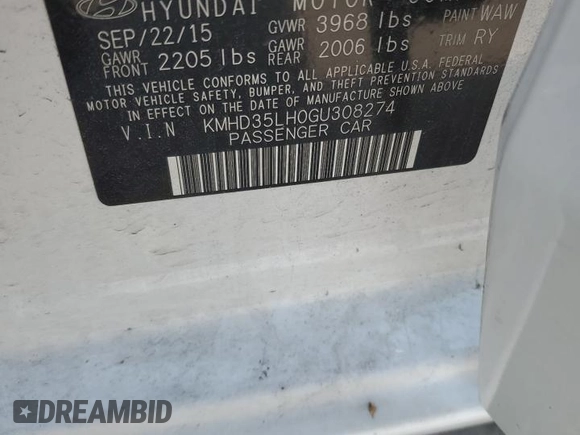 HYUNDAI MOTOR
SEP/22/15 GVWR 3968 lbs PAINT WAW
GAWR FRONT 2205 lbs GAWR REAR 2006 lbs TRIM RY
THIS VEHICLE CONFORMS TO ALL APPLICABLE U.S.A. FEDERAL
MOTOR VEHICLE SAFETY, BUMPER, AND THEFT PREVENTION STANDARDS
IN EFFECT ON THE DATE OF MANUFACTURE SHOWN ABOVE.
V.I.N KMHD35LH0GU308274
PASSENGER CAR
DREAMBID